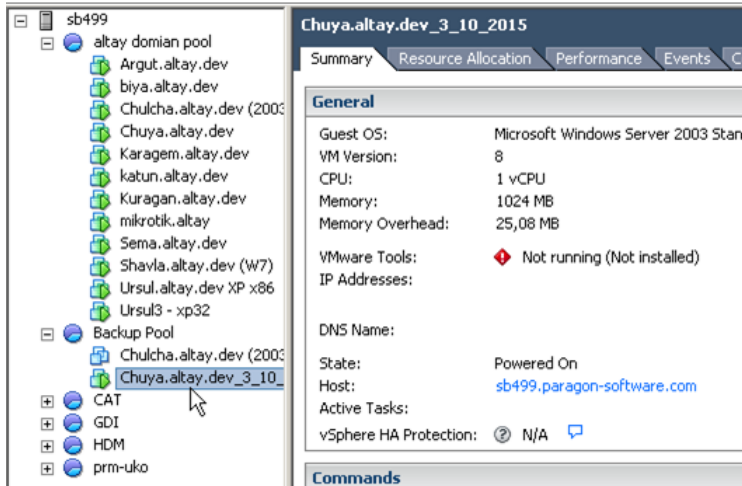 sb499
altay domian pool
Argut.altay.dev
biya.altay.dev
Chulcha.altay.dev (2003
Chuya.altay.dev
Karagem.altay.dev
katun.altay.dev
Kuragan.altay.dev
mikrotik.altay
Sema.altay.dev
Shavla.altay.dev (W7)
Ursul.altay.dev XP x86
Ursul3 - xp32
Backup Pool
Chulcha.altay.dev (2003
Chuya.altay.dev_3_10_
CAT
GDI
HDM
prm-uko
Chuya.altay.dev_3_10_2015
Summary Resource Allocation Performance Events C
General
Guest OS: Microsoft Windows Server 2003 Stan
VM Version: 8
CPU: 1 vCPU
Memory: 1024 MB
Memory Overhead: 25,08 MB
VMware Tools: Not running (Not installed)
IP Addresses:
DNS Name:
State: Powered On
Host: sb499.paragon-software.com
Active Tasks:
vSphere HA Protection: N/A
Commands